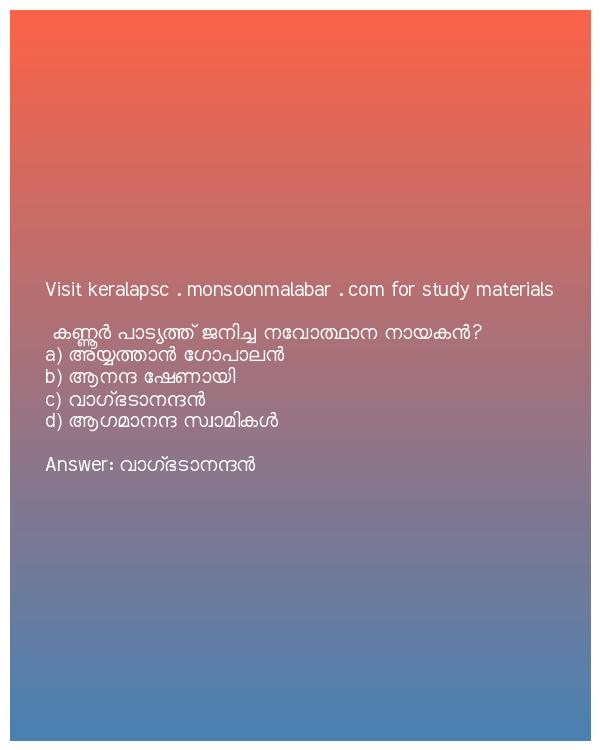 Visit keralapsc . monsoonmalabar . com for study materials
കണ്ണൂർ പാട്യത്ത് ജനിച്ച നവോത്ഥാന നായകൻ?
a) അയ്യത്താൻ ഗോപാലൻ
b) ആനന്ദ ഷേണായി
c) വാഗ്ഭടാനന്ദൻ
d) ആഗമാനന്ദ സ്വാമികൾ
Answer: വാഗ്ഭടാനന്ദൻ